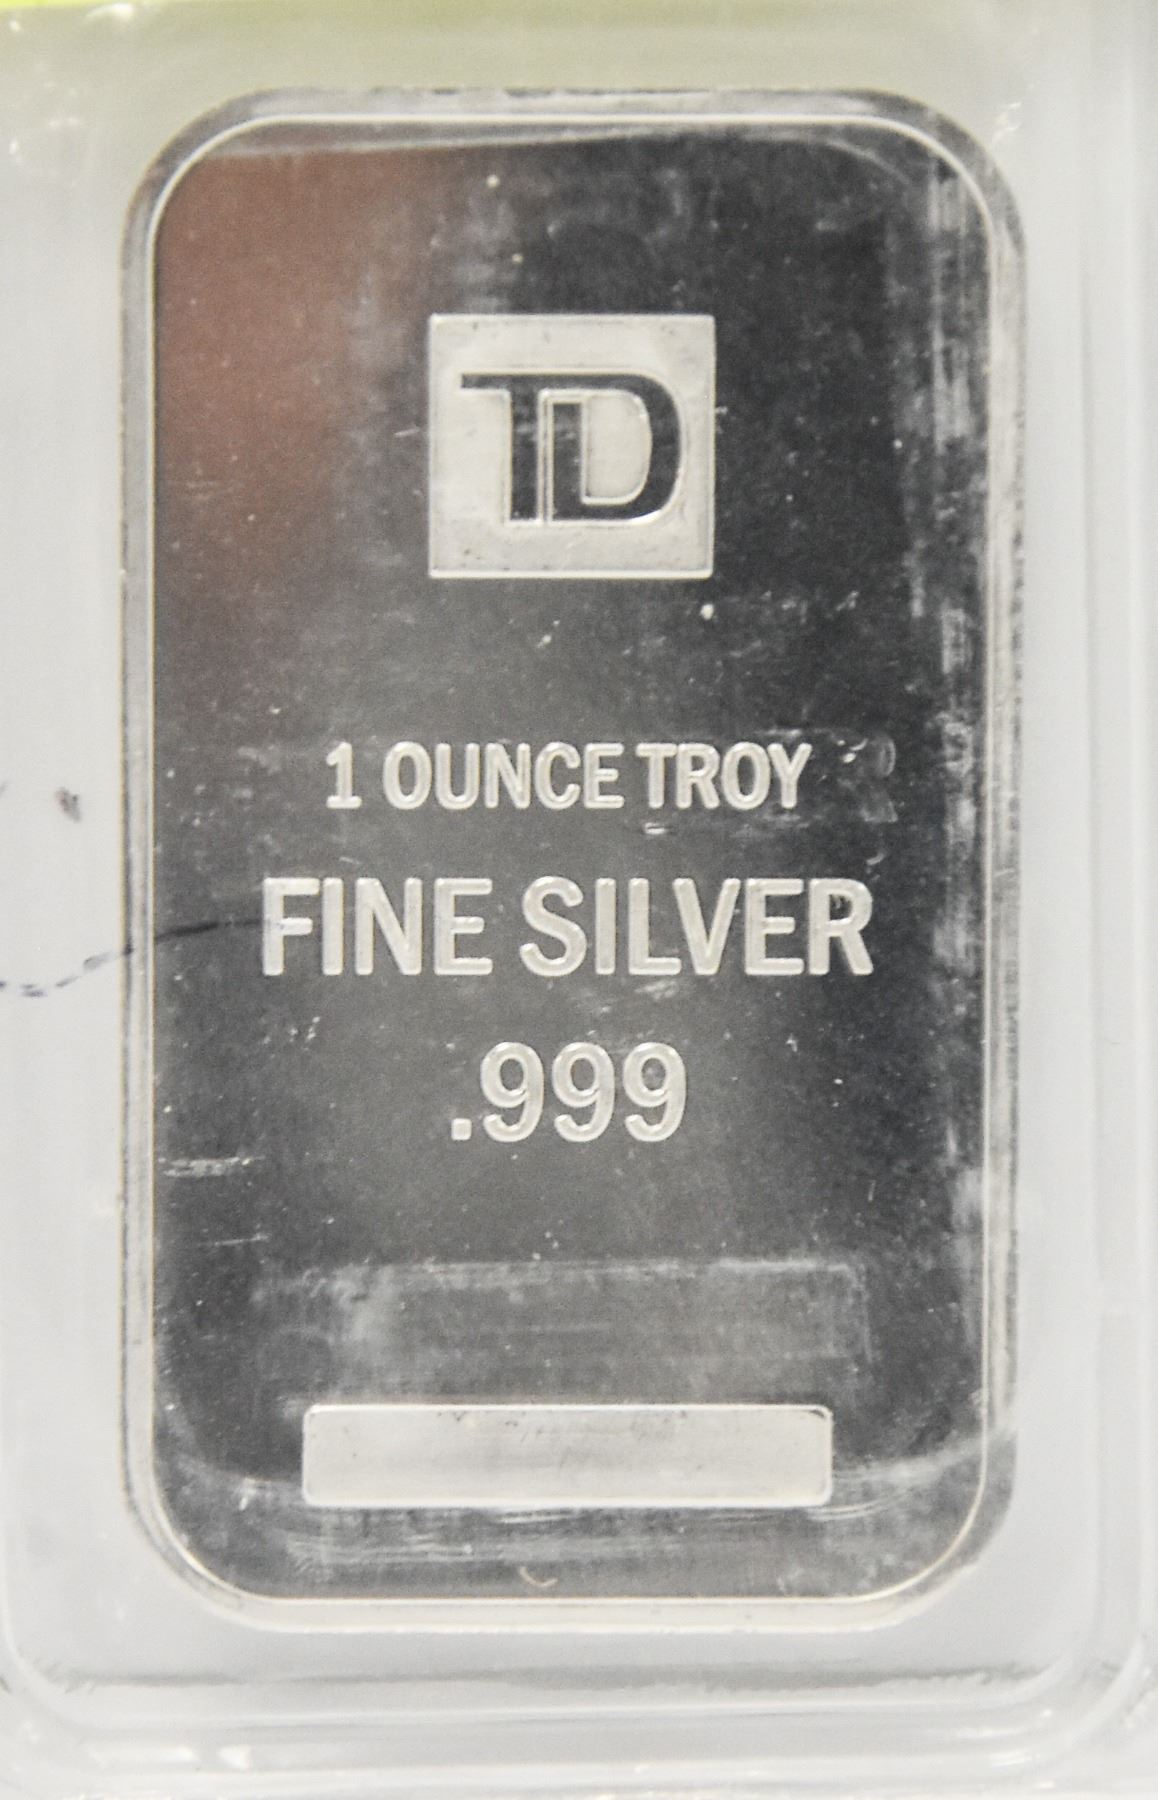 TD
1 OUNCE TROY
FINE SILVER
.999